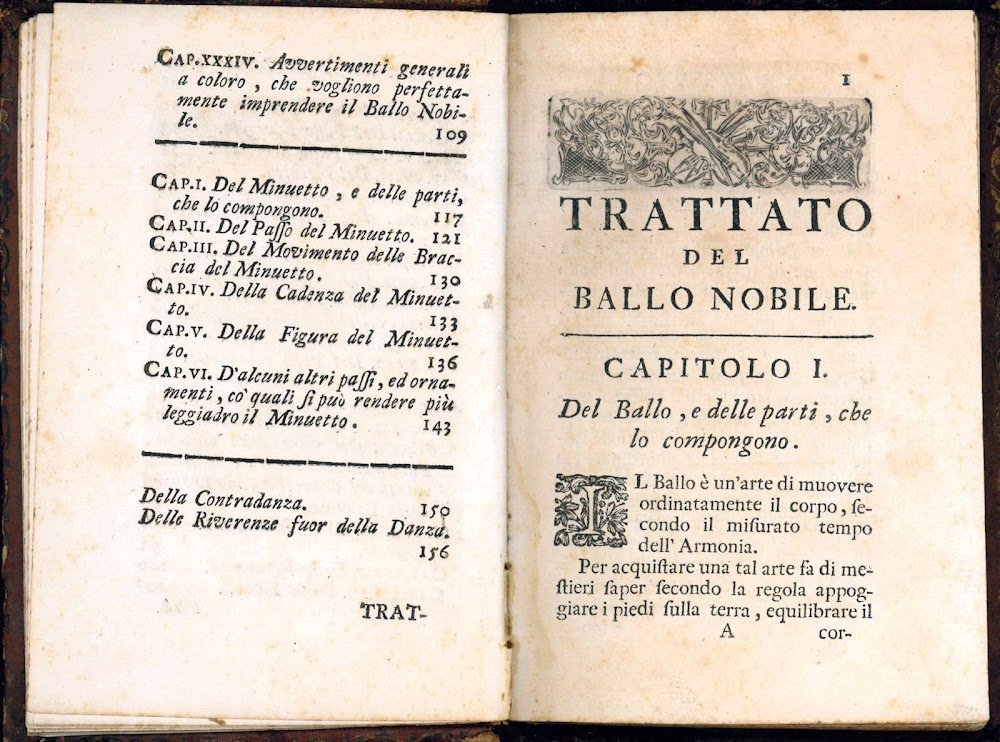 CAP.XXXIV. Avvertimenti generali
a coloro, che vogliono perfetta-
mente imprendere il Ballo Nobi-
le. 109
CAP.I. Del Minuetto, e delle parti,
che lo compongono. 117
CAP.II. Del Paſſo del Minuetto. 121
CAP.III. Del Movimento delle Brac-
cia del Minuetto. 130
CAP.IV. Della Cadenza del Minuet-
to. 133
CAP.V. Della Figura del Minuet-
to. 136
CAP.VI. D'alcuni altri paſſi, ed orna-
menti, co' quali ſi può rendere più
leggiadro il Minuetto. 143
Della Contradanza. 150
Delle Riverenze fuor della Danza.
156
TRAT-
1
TRATTATO
DEL
BALLO NOBILE.
CAPITOLO I.
Del Ballo, e delle parti, che
lo compongono.
IL Ballo è un'arte di muovere
ordinatamente il corpo, ſe-
condo il miſurato tempo
dell'Armonia.
Per acquiſtare una tal arte fa di me-
ſtieri ſaper ſecondo la regola appog-
giare i piedi ſulla terra, equilibrare il
A cor-